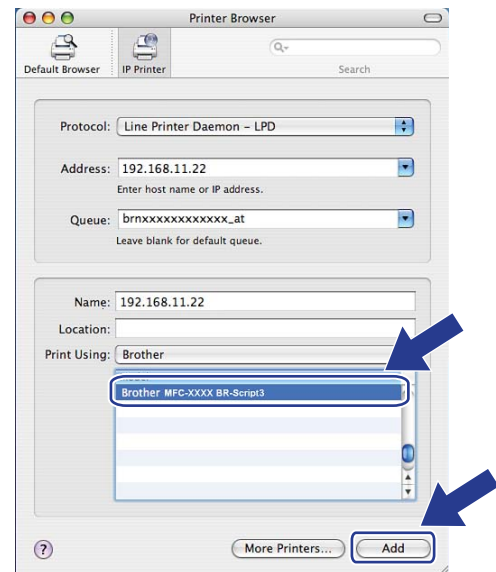 Printer Browser
Default Browser
IP Printer
Search
Protocol: Line Printer Daemon – LPD
Address: 192.168.11.22
Enter host name or IP address.
Queue: brnxxxxxxxxxxxx_at
Leave blank for default queue.
Name: 192.168.11.22
Location:
Print Using: Brother
Brother MFC-XXXX BR-Script3
?
More Printers...
Add